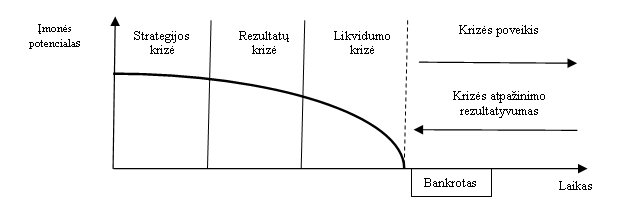 Įmonės
potencialas
Strategijos
krizė
Rezultatų
krizė
Likvidumo
krizė
Krizės poveikis
Krizės atpažinimo
rezultatyvumas
Bankrotas
Laikas